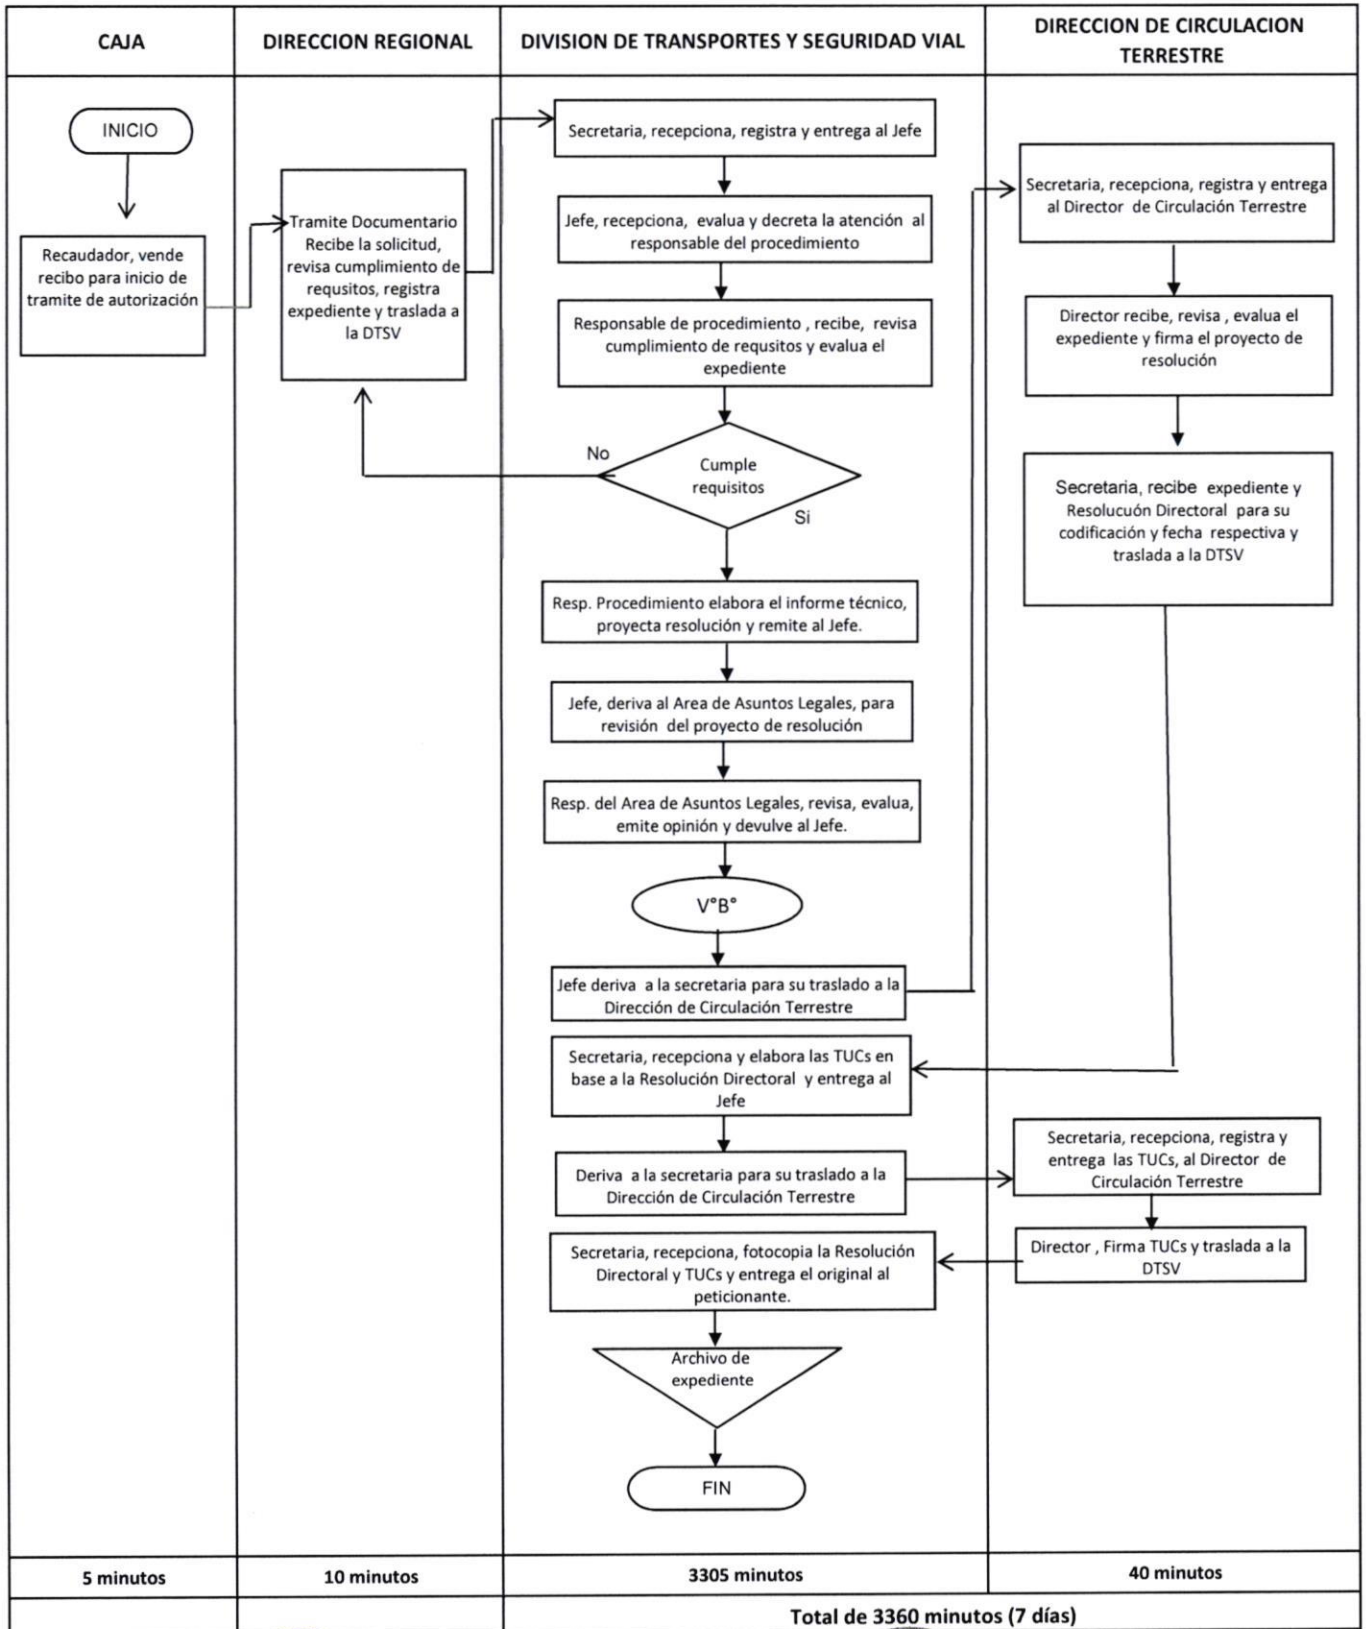 CAJA
DIRECCION REGIONAL
DIVISION DE TRANSPORTES Y SEGURIDAD VIAL
DIRECCION DE CIRCULACION
TERRESTRE
INICIO
Recaudador, vende
recibo para inicio de
tramite de autorización
Tramite Documentario
Recibe la solicitud,
revisa cumplimiento de
requsitos, registra
expediente y traslada a
la DTSV
Secretaria, recepciona, registra y entrega al Jefe
Jefe, recepciona, evalua y decreta la atención al
responsable del procedimiento
Responsable de procedimiento , recibe, revisa
cumplimiento de requsitos y evalua el
expediente
No
Cumple
requisitos
Si
Resp. Procedimiento elabora el informe técnico,
proyecta resolución y remite al Jefe.
Jefe, deriva al Area de Asuntos Legales, para
revisión del proyecto de resolución
Resp. del Area de Asuntos Legales, revisa, evalua,
emite opinión y devulve al Jefe.
V°B°
Jefe deriva a la secretaria para su traslado a la
Dirección de Circulación Terrestre
Secretaria, recepciona, registra y entrega
al Director de Circulación Terrestre
Director recibe, revisa , evalua el
expediente y firma el proyecto de
resolución
Secretaria, recibe expediente y
Resolucuón Directoral para su
codificación y fecha respectiva y
traslada a la DTSV
Secretaria, recepciona y elabora las TUCs en
base a la Resolución Directoral y entrega al
Jefe
Deriva a la secretaria para su traslado a la
Dirección de Circulación Terrestre
Secretaria, recepciona, registra y
entrega las TUCs, al Director de
Circulación Terrestre
Director , Firma TUCs y traslada a la
DTSV
Secretaria, recepciona, fotocopia la Resolución
Directoral y TUCs y entrega el original al
peticionante.
Archivo de
expediente
FIN
5 minutos
10 minutos
3305 minutos
40 minutos
Total de 3360 minutos (7 días)